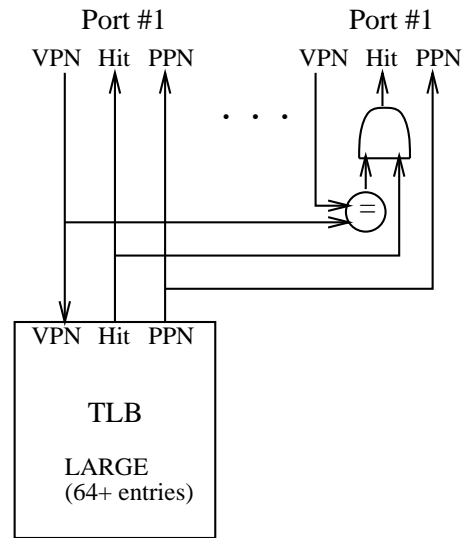 Port #1 Port #1
VPN Hit PPN VPN Hit PPN
. . .
=
VPN Hit PPN
TLB
LARGE
(64+ entries)